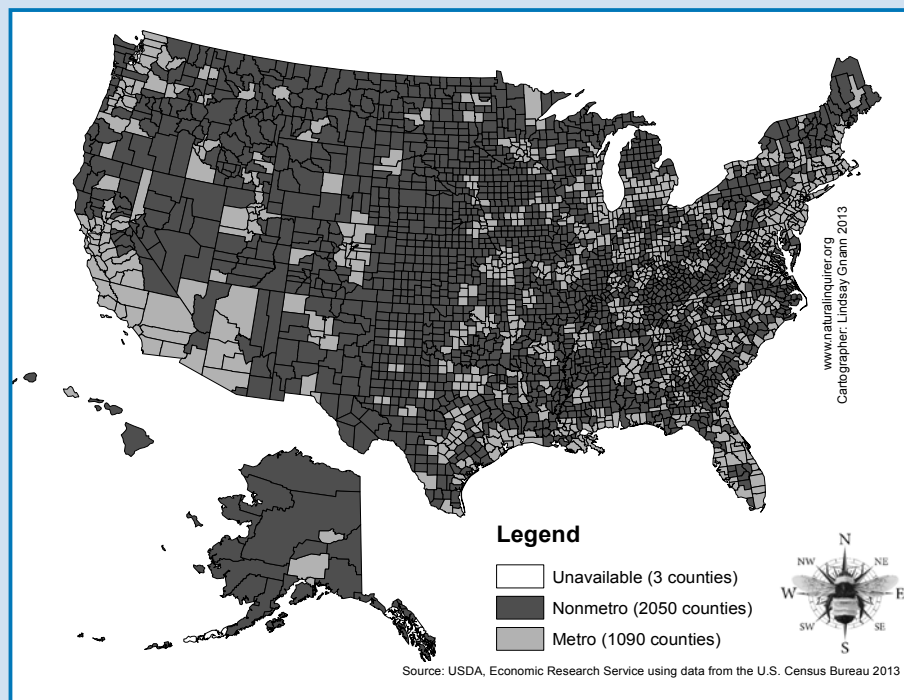 www.naturalinquirer.org
Cartographer: Lindsay Gnann 2013
Legend
Unavailable (3 counties)
Nonmetro (2050 counties)
Metro (1090 counties)
N
NW
NE
W
E
SW
SE
S
Source: USDA, Economic Research Service using data from the U.S. Census Bureau 2013